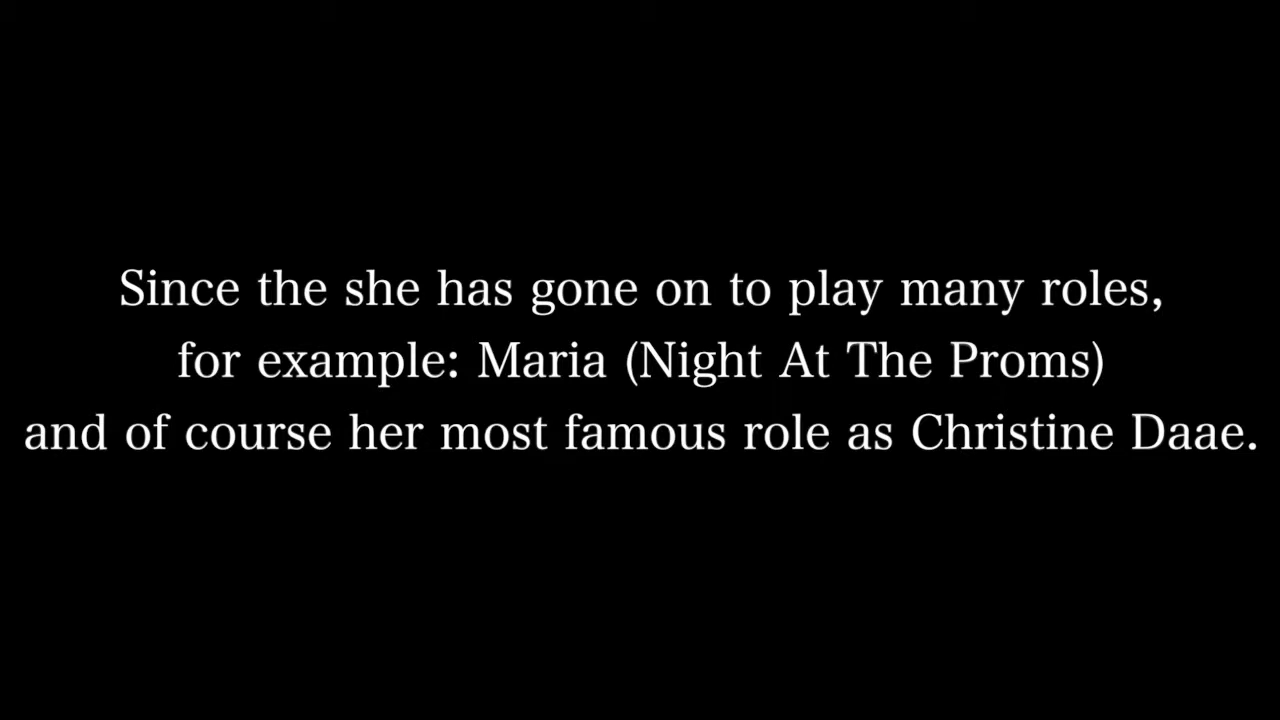 Since the she has gone on to play many roles,
for example: Maria (Night At The Proms)
and of course her most famous role as Christine Daae.